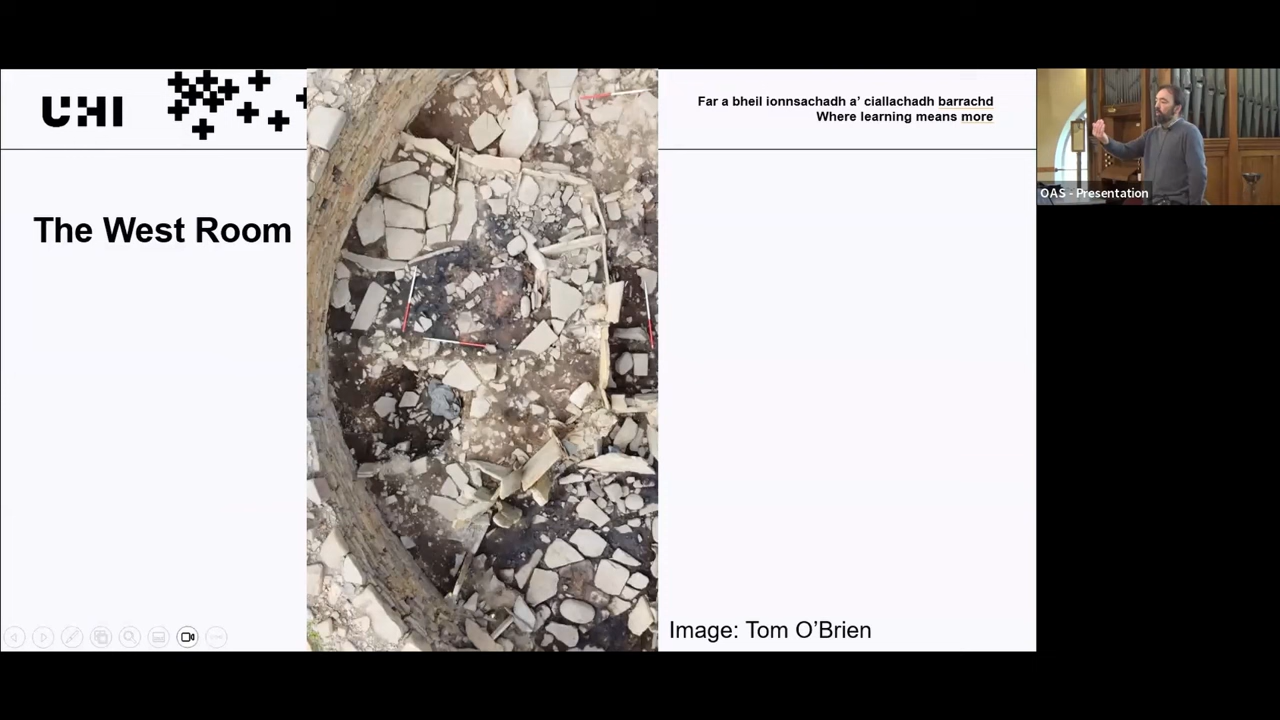 UHI
Far a bheil ionnsachadh a’ ciallachadh barrachd
Where learning means more
The West Room
Image: Tom O’Brien
OAS - Presentation